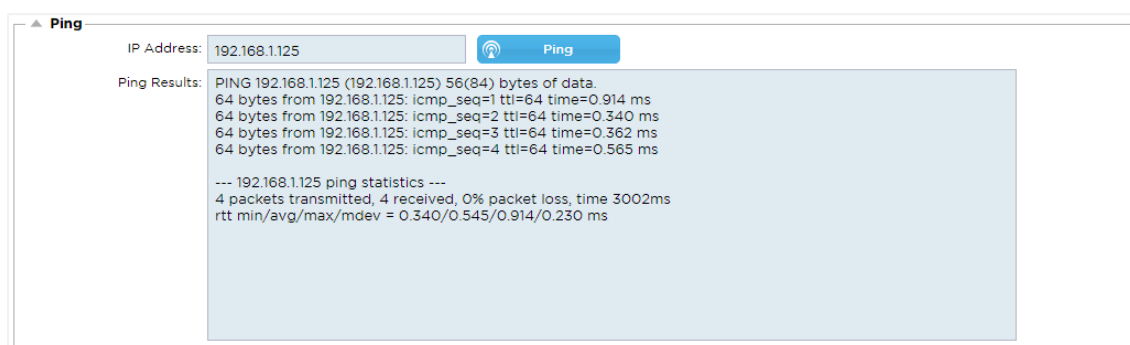 Ping
IP Address: 192.168.1.125 Ping
Ping Results: PING 192.168.1.125 (192.168.1.125) 56(84) bytes of data.
64 bytes from 192.168.1.125: icmp_seq=1 ttl=64 time=0.914 ms
64 bytes from 192.168.1.125: icmp_seq=2 ttl=64 time=0.340 ms
64 bytes from 192.168.1.125: icmp_seq=3 ttl=64 time=0.362 ms
64 bytes from 192.168.1.125: icmp_seq=4 ttl=64 time=0.565 ms
--- 192.168.1.125 ping statistics ---
4 packets transmitted, 4 received, 0% packet loss, time 3002ms
rtt min/avg/max/mdev = 0.340/0.545/0.914/0.230 ms